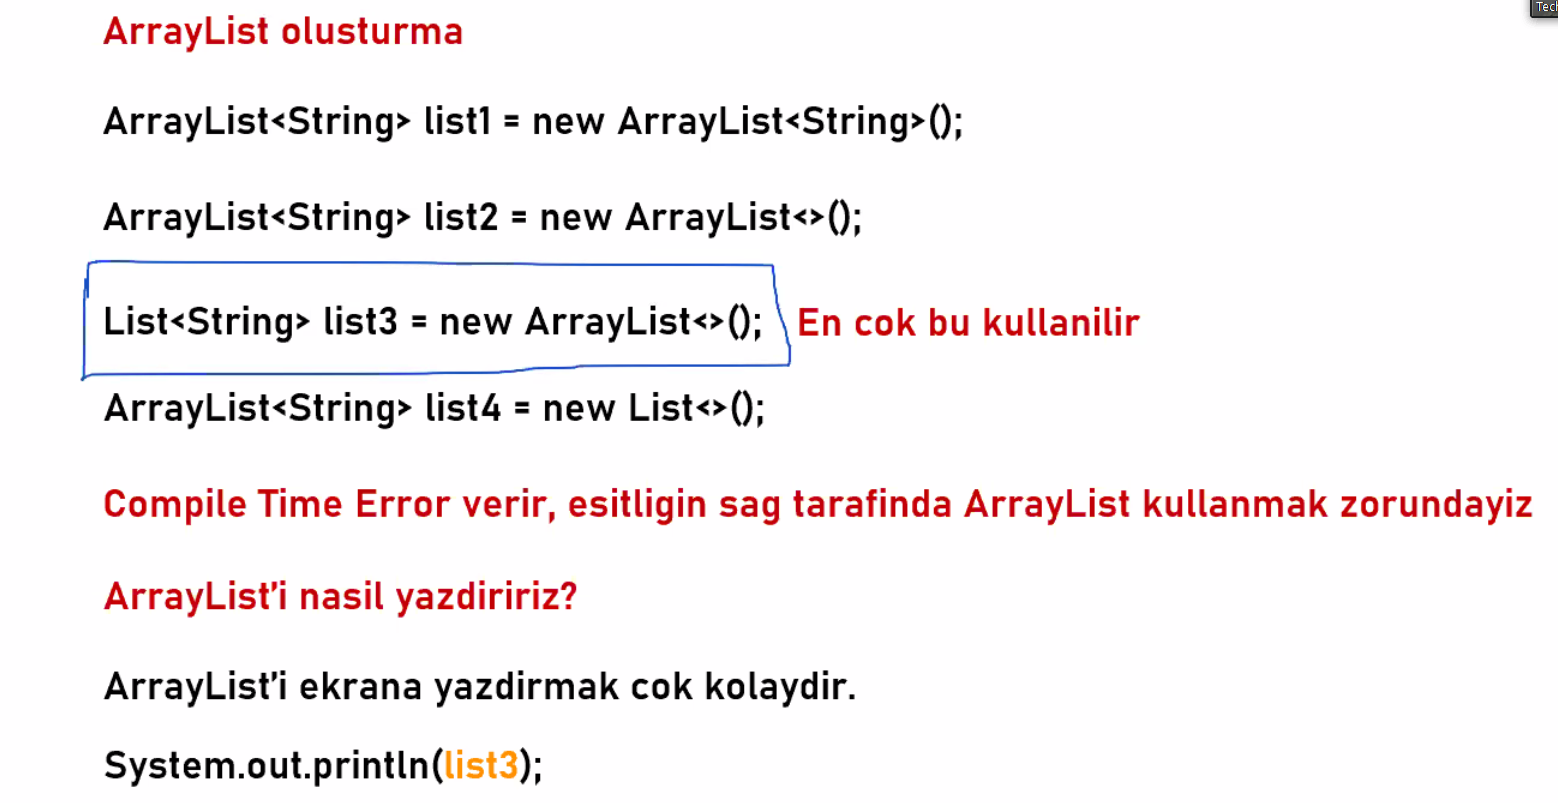 Tech
ArrayList olusturma
ArrayList<String> list1 = new ArrayList<String>();
ArrayList<String> list2 = new ArrayList<>();
List<String> list3 = new ArrayList<>(); En cok bu kullanilir
ArrayList<String> list4 = new List<>();
Compile Time Error verir, esitligin sag tarafinda ArrayList kullanmak zorundayiz
ArrayList’i nasil yazdiririz?
ArrayList’i ekrana yazdirmak cok kolaydir.
System.out.println(list3);